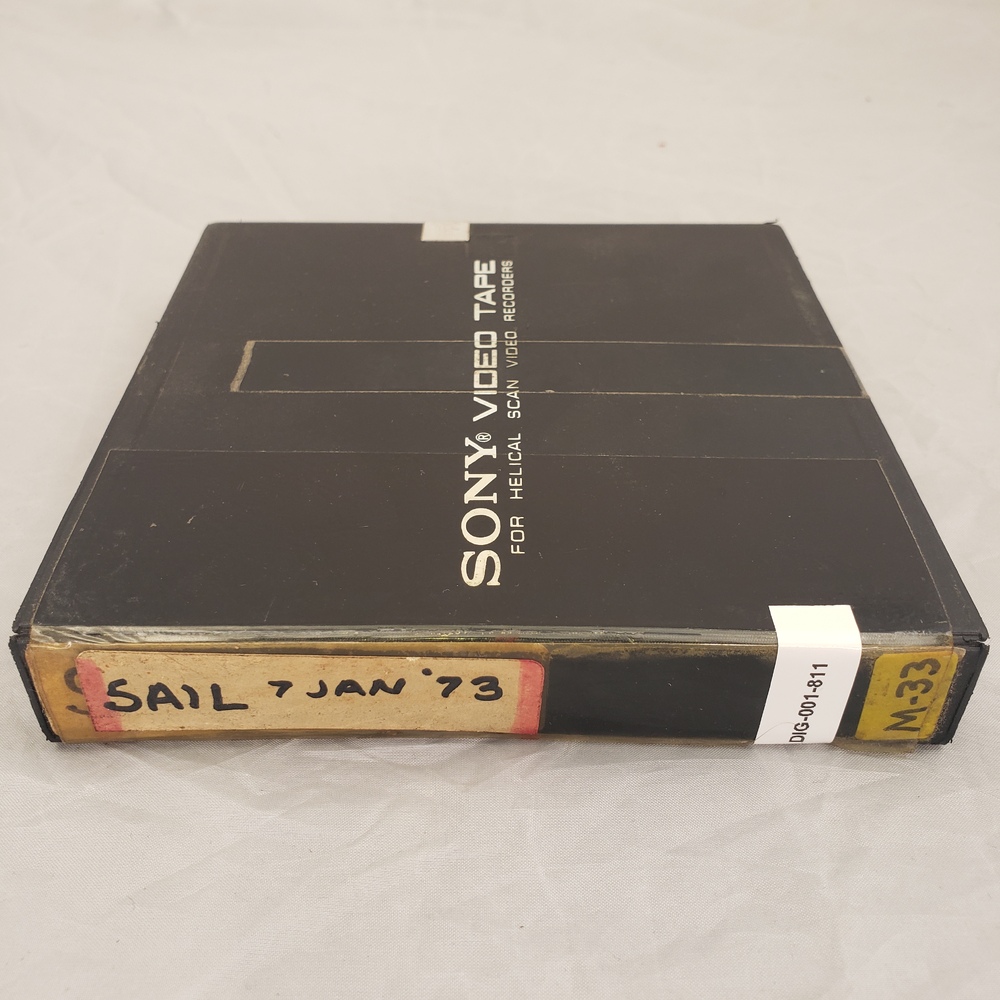 SONY® VIDEO TAPE
FOR HELICAL SCAN VIDEO RECORDERS
SAIL 7 JAN '73
DIG-001-811
M-33